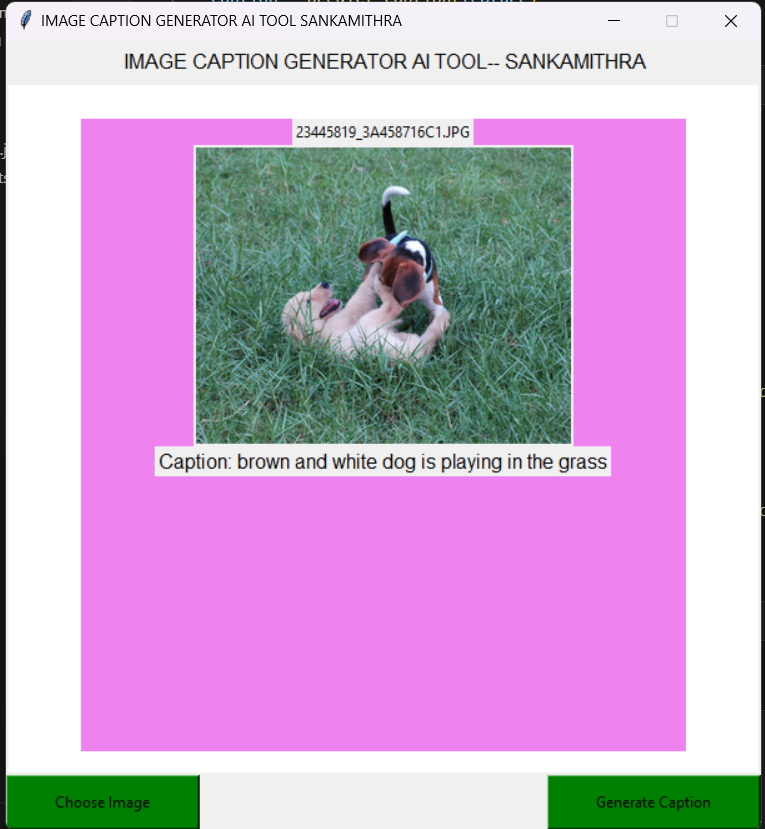 IMAGE CAPTION GENERATOR AI TOOL SANKAMITHRA
IMAGE CAPTION GENERATOR AI TOOL-- SANKAMITHRA
23445819_3A458716C1.JPG
Caption: brown and white dog is playing in the grass
Choose Image
Generate Caption